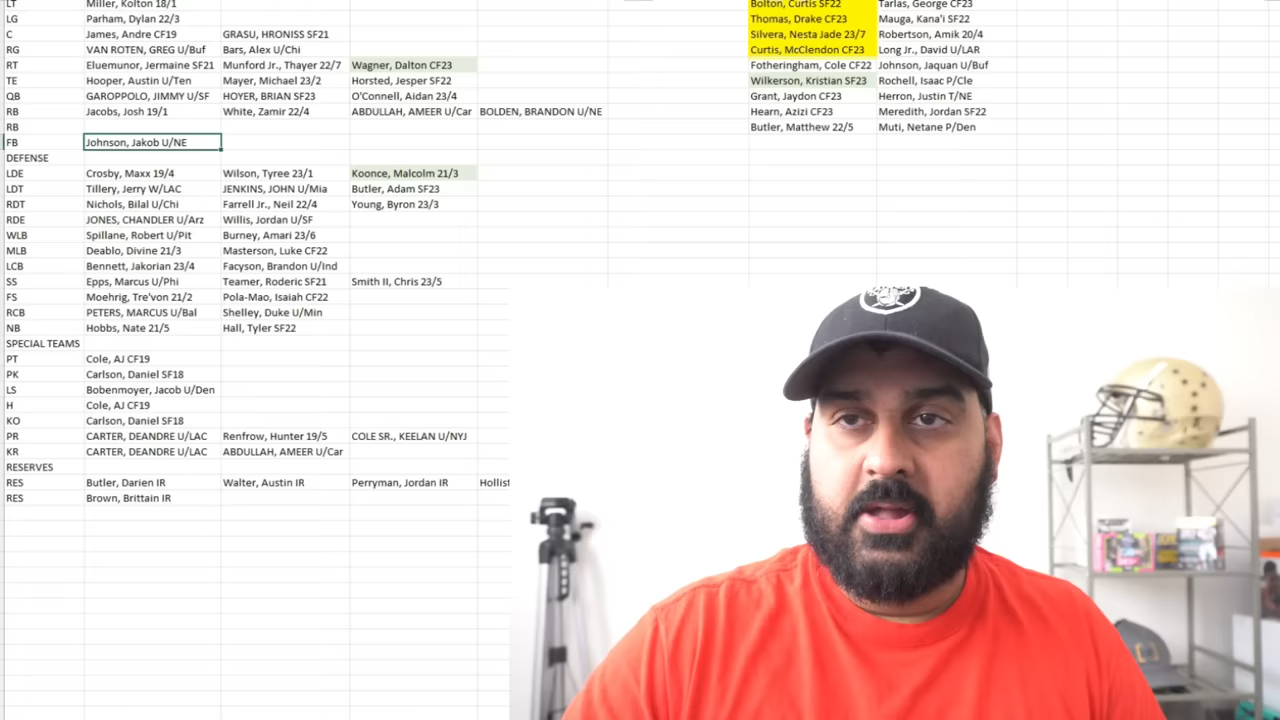 LT Miller, Kolton 18/1 Bolton, Curtis SF22 Tarlas, George CF23
LG Parham, Dylan 22/3 Thomas, Drake CF23 Mauga, Kana'i SF22
C James, Andre CF19 GRASU, HRONISS SF21 Silvera, Nesta Jade 23/7 Robertson, Amik 20/4
RG VAN ROTEN, GREG U/Buf Bars, Alex U/Chi Curtis, McClendon CF23 Long Jr., David U/LAR
RT Eluemunor, Jermaine SF21 Munford Jr., Thayer 22/7 Wagner, Dalton CF23 Fotheringham, Cole CF22 Johnson, Jaquan U/Buf
TE Hooper, Austin U/Ten Mayer, Michael 23/2 Horsted, Jesper SF22 Wilkerson, Kristian SF23 Rochell, Isaac P/Cle
QB GAROPPOLO, JIMMY U/SF HOYER, BRIAN SF23 O'Connell, Aidan 23/4 Grant, Jaydon CF23 Herron, Justin T/NE
RB Jacobs, Josh 19/1 White, Zamir 22/4 ABDULLAH, AMEER U/Car BOLDEN, BRANDON U/NE Hearn, Azizi CF23 Meredith, Jordan SF22
RB Butler, Matthew 22/5 Muti, Netane P/Den
FB Johnson, Jakob U/NE
DEFENSE
LDE Crosby, Maxx 19/4 Wilson, Tyree 23/1 Koonce, Malcolm 21/3
LDT Tillery, Jerry W/LAC JENKINS, JOHN U/Mia Butler, Adam SF23
RDT Nichols, Bilal U/Chi Farrell Jr., Neil 22/4 Young, Byron 23/3
RDE JONES, CHANDLER U/Arz Willis, Jordan U/SF
WLB Spillane, Robert U/Pit Burney, Amari 23/6
MLB Deablo, Divine 21/3 Masterson, Luke CF22
LCB Bennett, Jakorian 23/4 Facyson, Brandon U/Ind
SS Epps, Marcus U/Phi Teamer, Roderic SF21 Smith II, Chris 23/5
FS Moehrig, Tre'von 21/2 Pola-Mao, Isaiah CF22
RCB PETERS, MARCUS U/Bal Shelley, Duke U/Min
NB Hobbs, Nate 21/5 Hall, Tyler SF22
SPECIAL TEAMS
PT Cole, AJ CF19
PK Carlson, Daniel SF18
LS Bobenmoyer, Jacob U/Den
H Cole, AJ CF19
KO Carlson, Daniel SF18
PR CARTER, DEANDRE U/LAC Renfrow, Hunter 19/5 COLE SR., KEELAN U/NYJ
KR CARTER, DEANDRE U/LAC ABDULLAH, AMEER U/Car
RESERVES
RES Butler, Darien IR Walter, Austin IR Perryman, Jordan IR Hollist
RES Brown, Brittain IR